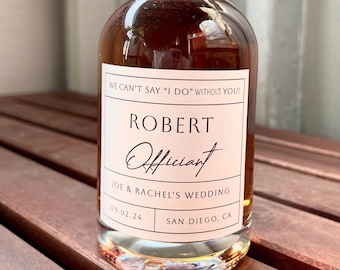 WE CAN'T SAY "I DO" WITHOUT YOU!
ROBERT
Officiant
JOE & RACHEL'S WEDDING
09.02.24
SAN DIEGO, CA